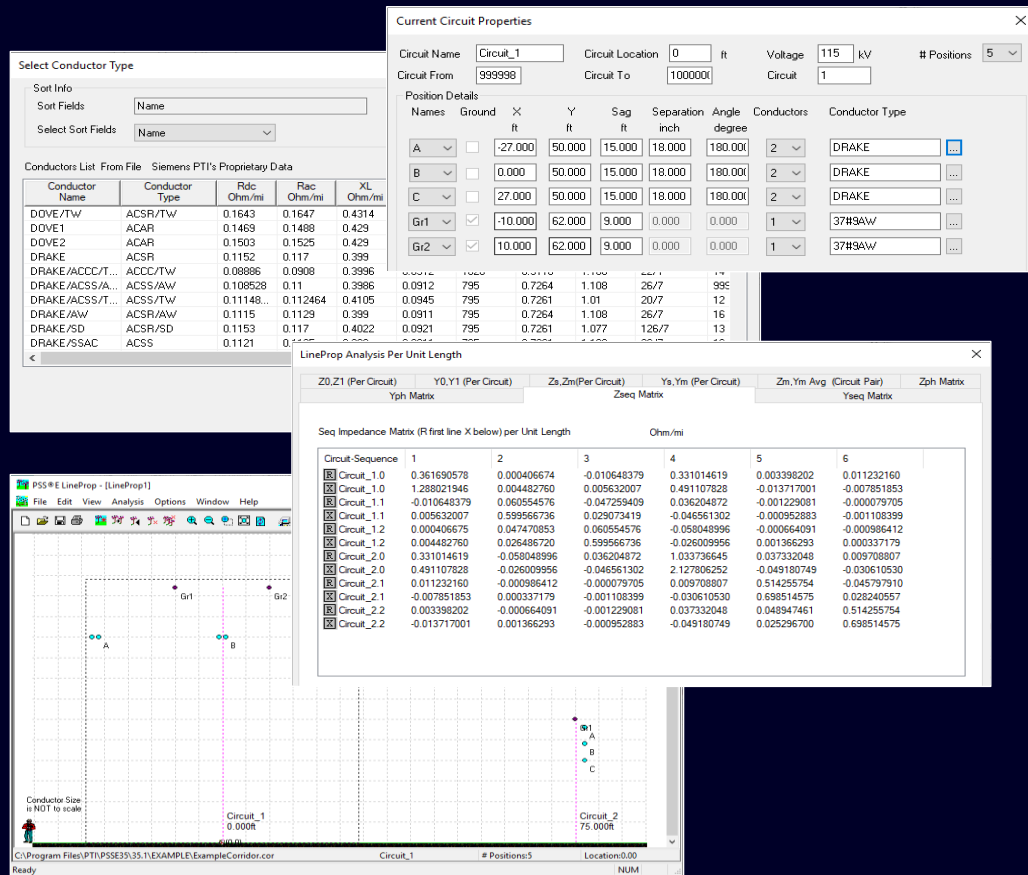 Current Circuit Properties
Circuit Name Circuit_1 Circuit Location 0 ft Voltage 115 kV # Positions 5
Circuit From 999998 Circuit To 1000000 Circuit 1
Position Details
Names Ground X Y Sag Separation Angle Conductors Conductor Type
ft ft ft inch degree
A -27.000 50.000 15.000 18.000 180.00( 2 DRAKE ...
B 0.000 50.000 15.000 18.000 180.00( 2 DRAKE ...
C 27.000 50.000 15.000 18.000 180.00( 2 DRAKE ...
Gr1 -10.000 62.000 9.000 0.000 0.000 1 37#9AW ...
Gr2 10.000 62.000 9.000 0.000 0.000 1 37#9AW ...
Select Conductor Type
Sort Info
Sort Fields Name
Select Sort Fields Name
Conductors List From File Siemens PTI's Proprietary Data
Conductor Conductor Rdc Rac XL
Name Type Ohm/mi Ohm/mi Ohm/mi
DOVE/TW ACSR/TW 0.1643 0.1647 0.4314
DOVE1 ACAR 0.1469 0.1488 0.429
DOVE2 ACAR 0.1503 0.1525 0.429
DRAKE ACSR 0.1152 0.117 0.399
DRAKE/ACCC/T... ACCC/TW 0.08886 0.0908 0.3996
DRAKE/ACSS/A... ACSS/AW 0.108528 0.11 0.3986 0.0912 795 0.7264 1.108 26/7 999
DRAKE/ACSS/T... ACSS/TW 0.11148... 0.112464 0.4105 0.0945 795 0.7261 1.01 20/7 12
DRAKE/AW ACSR/AW 0.1115 0.1129 0.399 0.0911 795 0.7264 1.108 26/7 16
DRAKE/SD ACSR/SD 0.1153 0.117 0.4022 0.0921 795 0.7261 1.077 126/7 13
DRAKE/SSAC ACSS 0.1121
LineProp Analysis Per Unit Length
Z0,Z1 (Per Circuit) Y0,Y1 (Per Circuit) Zs,Zm(Per Circuit) Ys,Ym (Per Circuit) Zm,Ym Avg (Circuit Pair) Zph Matrix
Yph Matrix Zseq Matrix Yseq Matrix
Seq Impedance Matrix (R first line X below) per Unit Length Ohm/mi
Circuit-Sequence 1 2 3 4 5 6
R Circuit_1.0 0.361690578 0.000406674 -0.010648379 0.331014619 0.003398202 0.011232160
X Circuit_1.0 1.288021946 0.004482760 0.005632007 0.491107828 -0.013717001 -0.007851853
R Circuit_1.1 -0.010648379 0.060554576 -0.047259409 0.036204872 -0.001229081 -0.000079705
X Circuit_1.1 0.005632007 0.599566736 0.029073419 -0.046561302 -0.000952883 -0.001108399
R Circuit_1.2 0.000406675 0.047470853 0.060554576 -0.058048996 -0.000664091 -0.000986412
X Circuit_1.2 0.004482760 0.026486720 0.599566736 -0.026009956 0.001366293 0.000337179
R Circuit_2.0 0.331014619 -0.058048996 0.036204872 1.033736645 0.037332048 0.009708807
X Circuit_2.0 0.491107828 -0.026009956 -0.046561302 2.127806252 -0.049180749 -0.030610530
R Circuit_2.1 0.011232160 -0.000986412 -0.000079705 0.009708807 0.514255754 -0.045797910
X Circuit_2.1 -0.007851853 0.000337179 -0.001108399 -0.030610530 0.698514575 0.028240557
R Circuit_2.2 0.003398202 -0.000664091 -0.001229081 0.037332048 0.048947461 0.514255754
X Circuit_2.2 -0.013717001 0.001366293 -0.000952883 -0.049180749 0.025296700 0.698514575
PSS®E LineProp - [LineProp1]
File Edit View Analysis Options Window Help
Gr1 Gr2
A B
Gr1
A
B
C
Conductor Size
is NOT to scale
Circuit_1 Circuit_2
0.000ft 75.000ft
(0,0)
C:\Program Files\PTI\PSSE35\35.1\EXAMPLE\ExampleCorridor.cor Circuit_1 # Positions:5 Location:0.00
Ready NUM